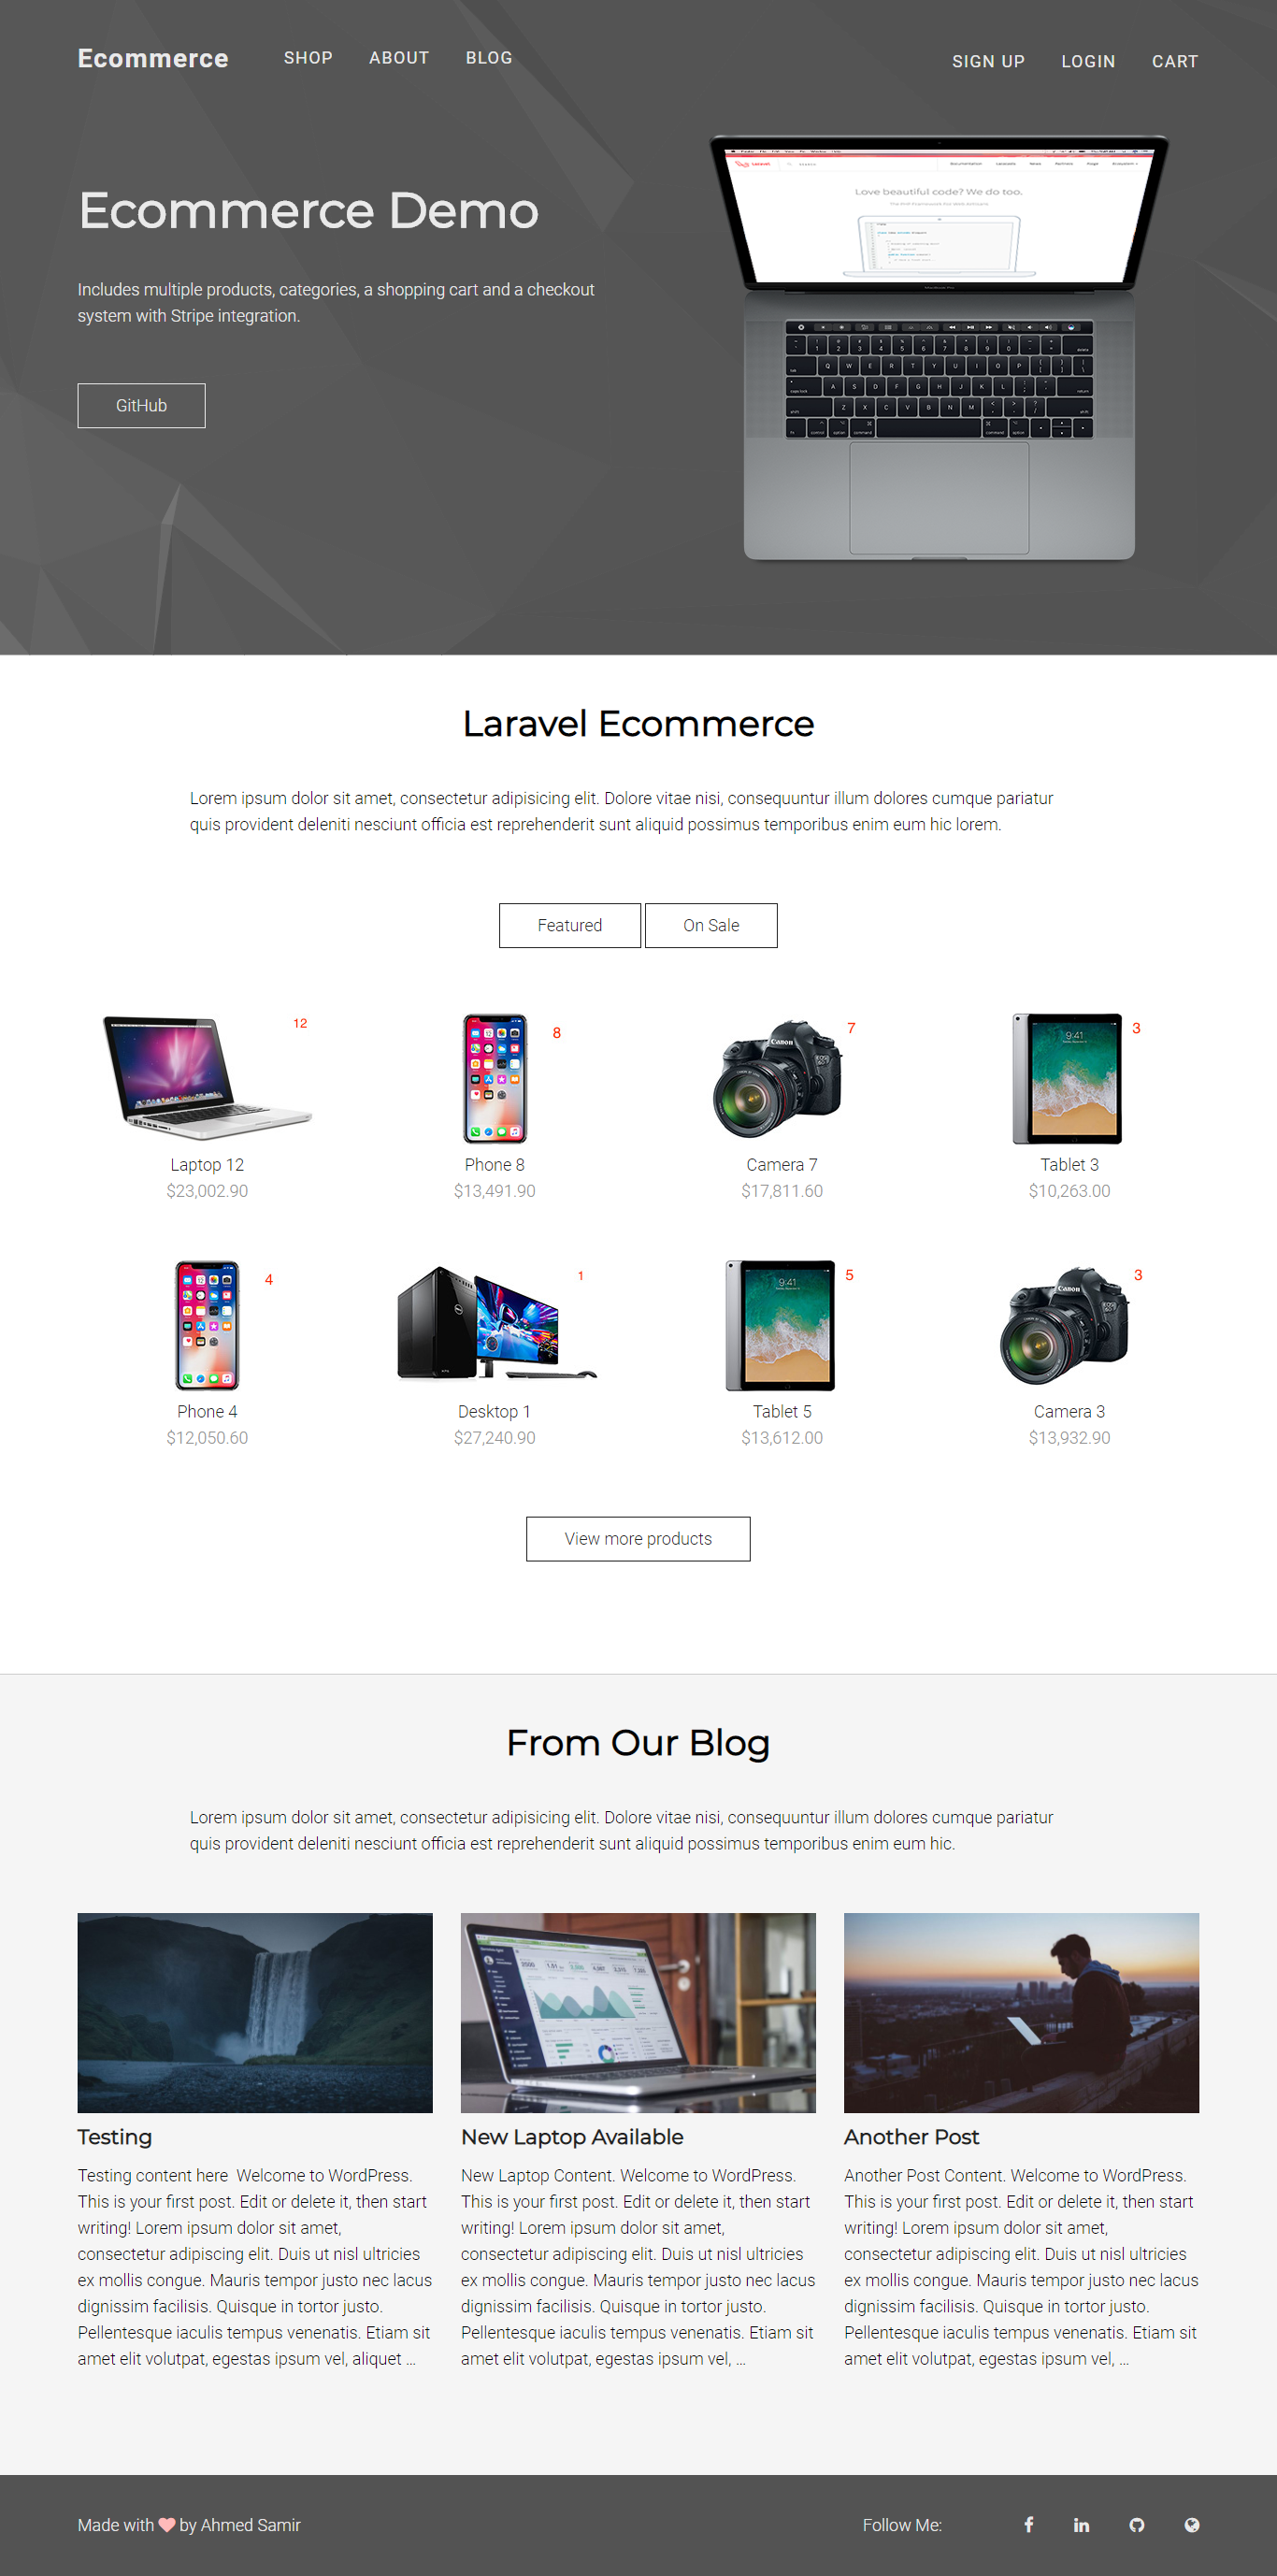 Ecommerce SHOP ABOUT BLOG SIGN UP LOGIN CART
Love beautiful code? We do too.
Ecommerce Demo
Includes multiple products, categories, a shopping cart and a checkout
system with Stripe integration.
GitHub
Laravel Ecommerce
Lorem ipsum dolor sit amet, consectetur adipisicing elit. Dolore vitae nisi, consequuntur illum dolores cumque pariatur
quis provident deleniti nesciunt officia est reprehenderit sunt aliquid possimus temporibus enim eum hic lorem.
Featured On Sale
12 8 7 3
Canon 9:41
Laptop 12 Phone 8 Camera 7 Tablet 3
$23,002.90 $13,491.90 $17,811.60 $10,263.00
4 1 5 3
9:41 Canon
Phone 4 Desktop 1 Tablet 5 Camera 3
$12,050.60 $27,240.90 $13,612.00 $13,932.90
View more products
From Our Blog
Lorem ipsum dolor sit amet, consectetur adipisicing elit. Dolore vitae nisi, consequuntur illum dolores cumque pariatur
quis provident deleniti nesciunt officia est reprehenderit sunt aliquid possimus temporibus enim eum hic.
Testing
Testing content here  Welcome to WordPress.
This is your first post. Edit or delete it, then start
writing! Lorem ipsum dolor sit amet,
consectetur adipiscing elit. Duis ut nisl ultricies
ex mollis congue. Mauris tempor justo nec lacus
dignissim facilisis. Quisque in tortor justo.
Pellentesque iaculis tempus venenatis. Etiam sit
amet elit volutpat, egestas ipsum vel, aliquet ...
New Laptop Available
New Laptop Content. Welcome to WordPress.
This is your first post. Edit or delete it, then start
writing! Lorem ipsum dolor sit amet,
consectetur adipiscing elit. Duis ut nisl ultricies
ex mollis congue. Mauris tempor justo nec lacus
dignissim facilisis. Quisque in tortor justo.
Pellentesque iaculis tempus venenatis. Etiam sit
amet elit volutpat, egestas ipsum vel, ...
Another Post
Another Post Content. Welcome to WordPress.
This is your first post. Edit or delete it, then start
writing! Lorem ipsum dolor sit amet,
consectetur adipiscing elit. Duis ut nisl ultricies
ex mollis congue. Mauris tempor justo nec lacus
dignissim facilisis. Quisque in tortor justo.
Pellentesque iaculis tempus venenatis. Etiam sit
amet elit volutpat, egestas ipsum vel, ...
Made with by Ahmed Samir
Follow Me: